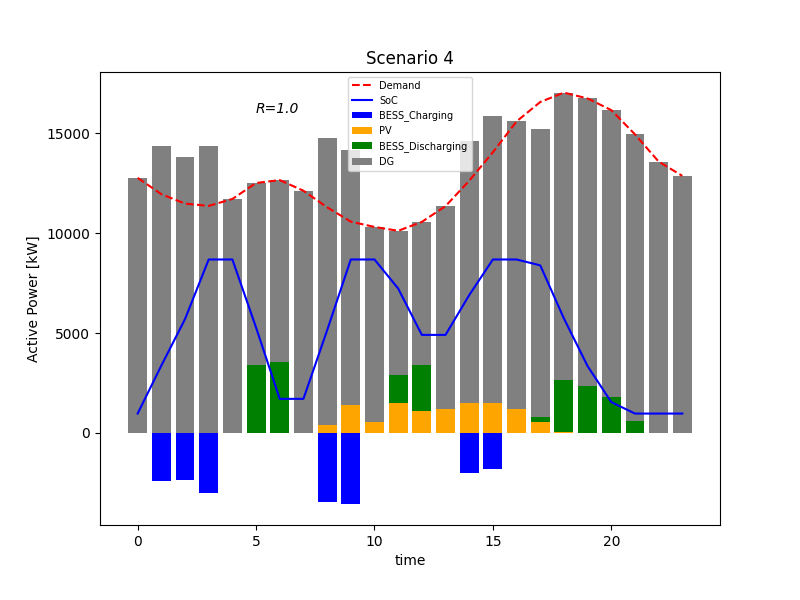 Scenario 4
R=1.0
Demand
SoC
BESS_Charging
PV
BESS_Discharging
DG
Active Power [kW]
15000
10000
5000
0
0
5
10
15
20
time